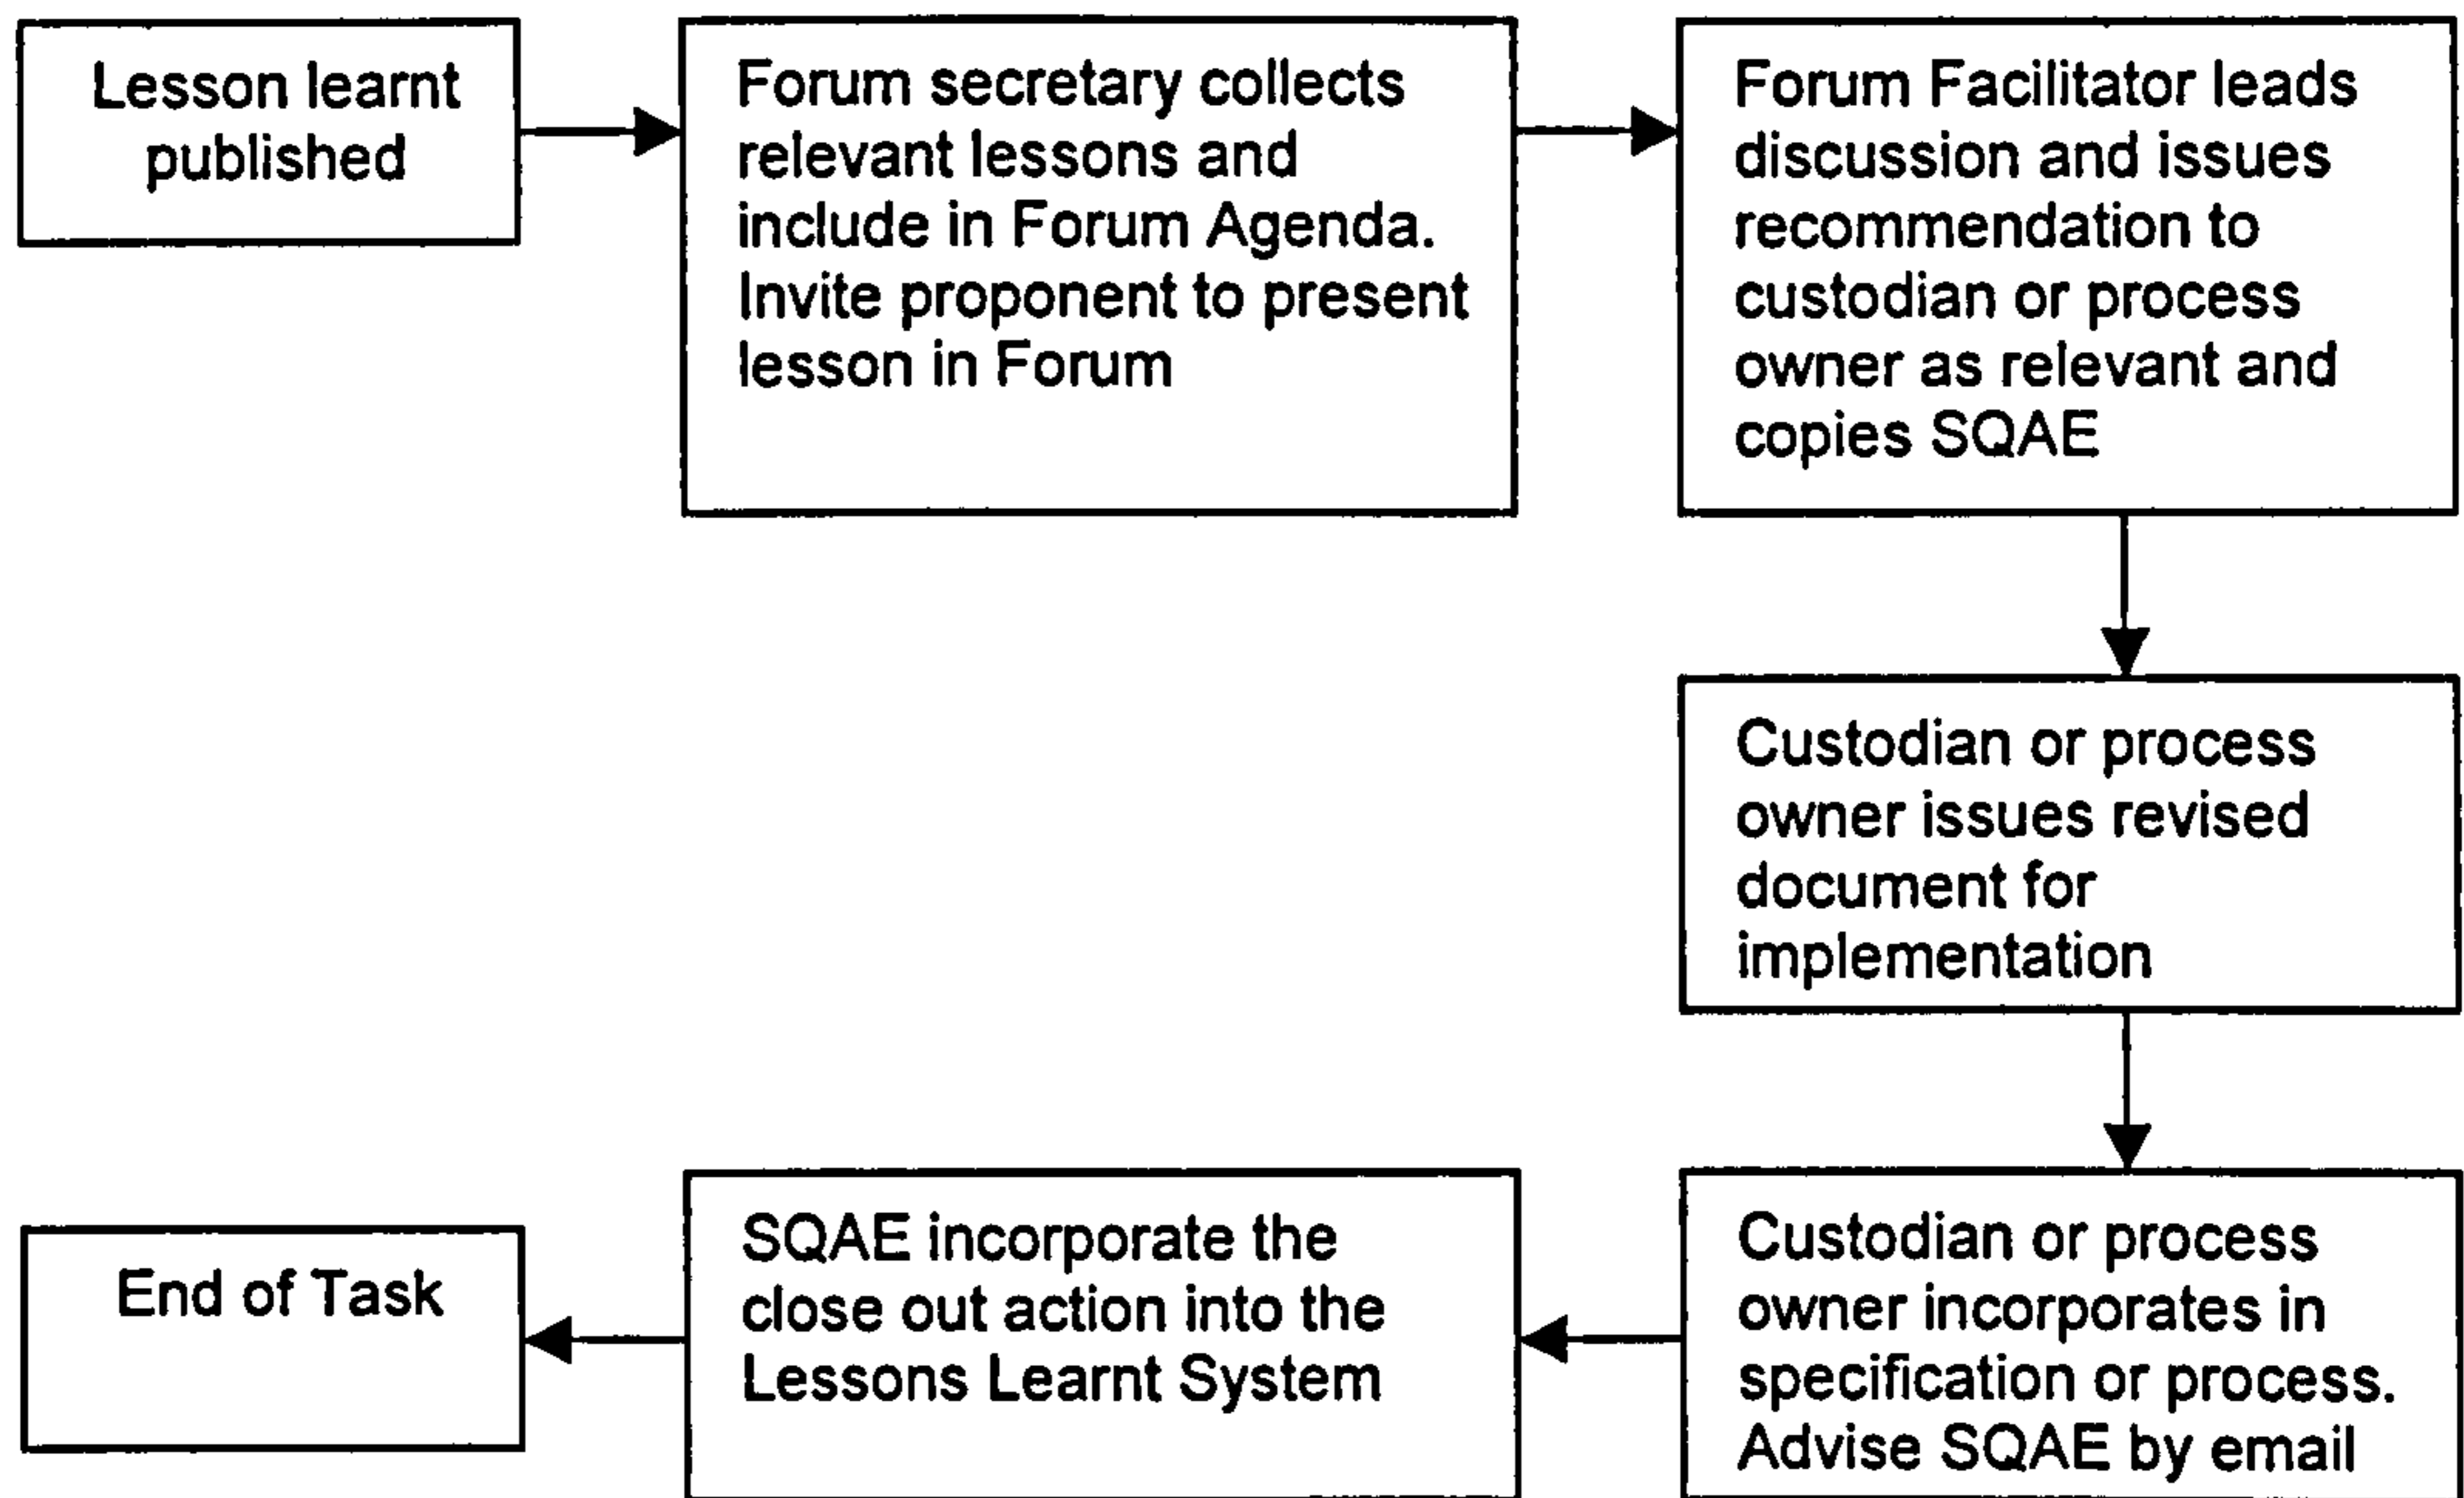 Lesson learnt
published
Forum secretary collects
relevant lessons and
include in Forum Agenda.
Invite proponent to present
lesson in Forum
Forum Facilitator leads
discussion and issues
recommendation to
custodian or process
owner as relevant and
copies SQAE
Custodian or process
owner issues revised
document for
implementation
Custodian or process
owner incorporates in
specification or process.
Advise SQAE by email
SQAE incorporate the
close out action into the
Lessons Learnt System
End of Task